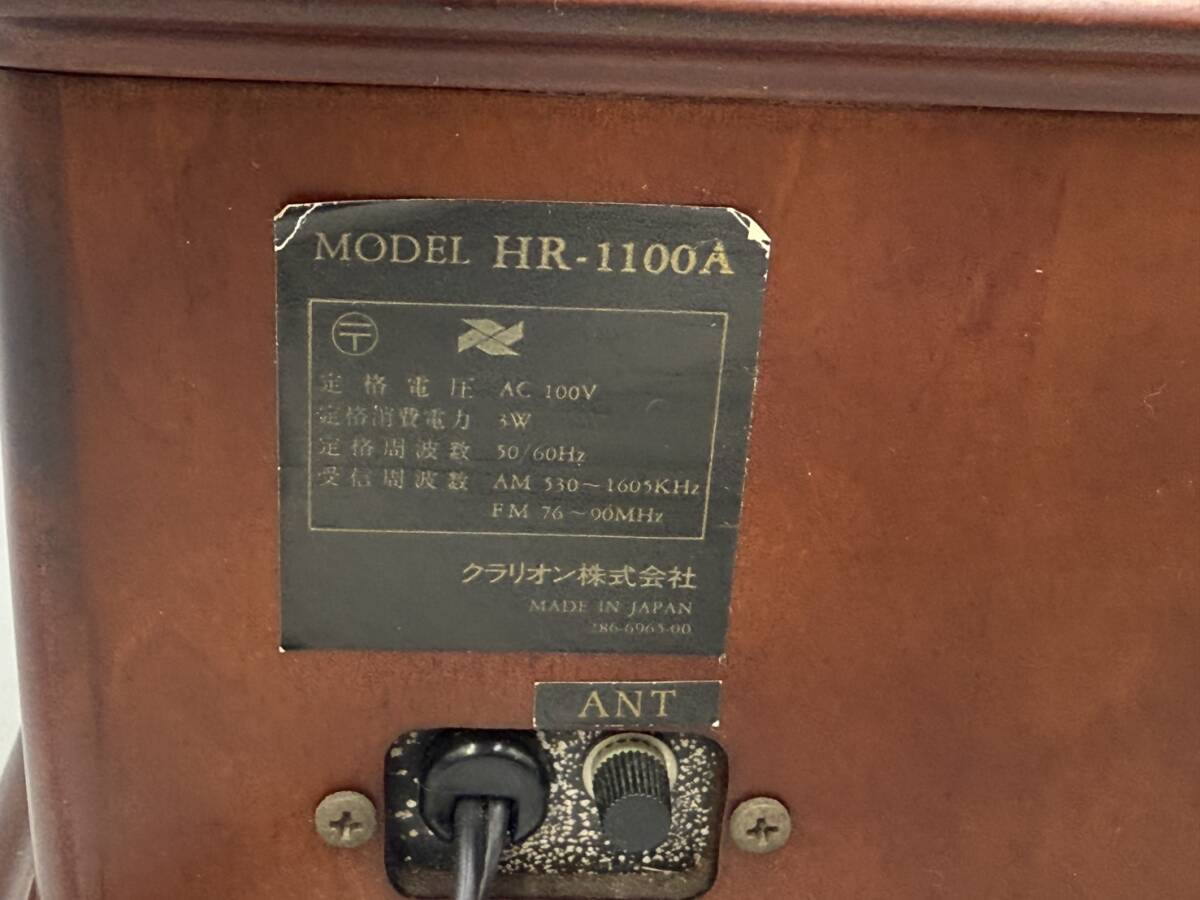 MODEL HR-1100A
〒
定格電圧 AC 100V
定格消費電力 3W
定格周波数 50/60Hz
受信周波数 AM 530~1605KHz
FM 76~90MHz
クラリオン株式会社
MADE IN JAPAN
286-6965-00
ANT